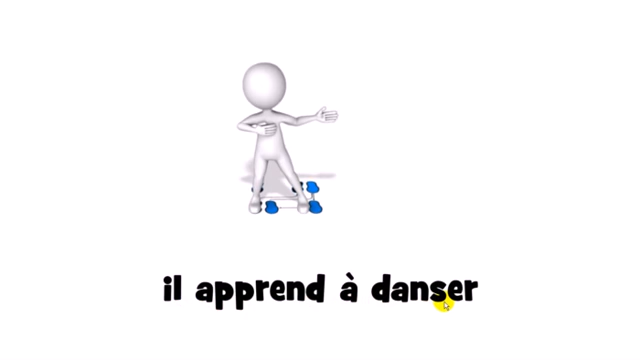 il apprend à danser